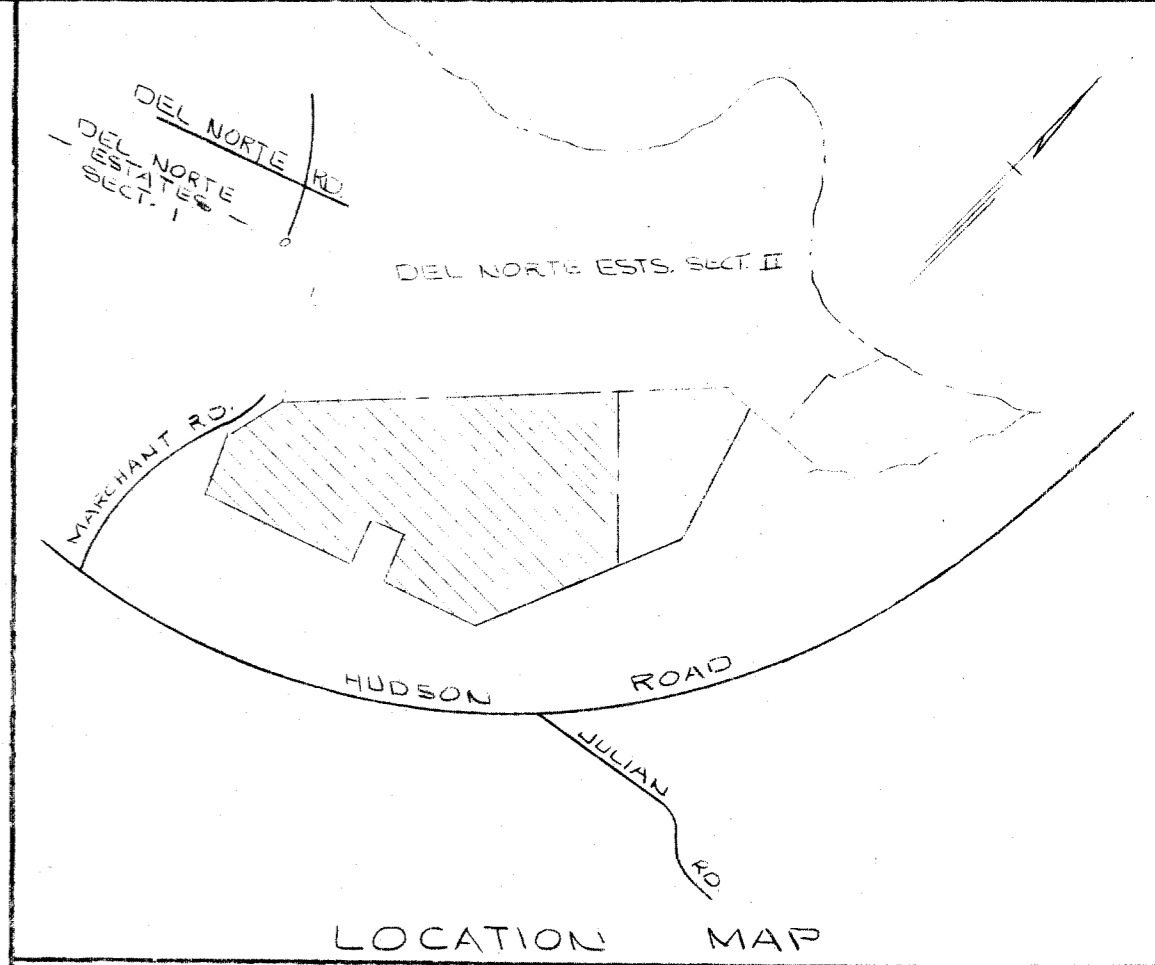 DEL NORTE RD.
— DEL NORTE
ESTATES —
SECT. 1
DEL NORTE ESTS. SECT. II
MARCHANT RD.
HUDSON ROAD
JULIAN
RD
LOCATION MAP